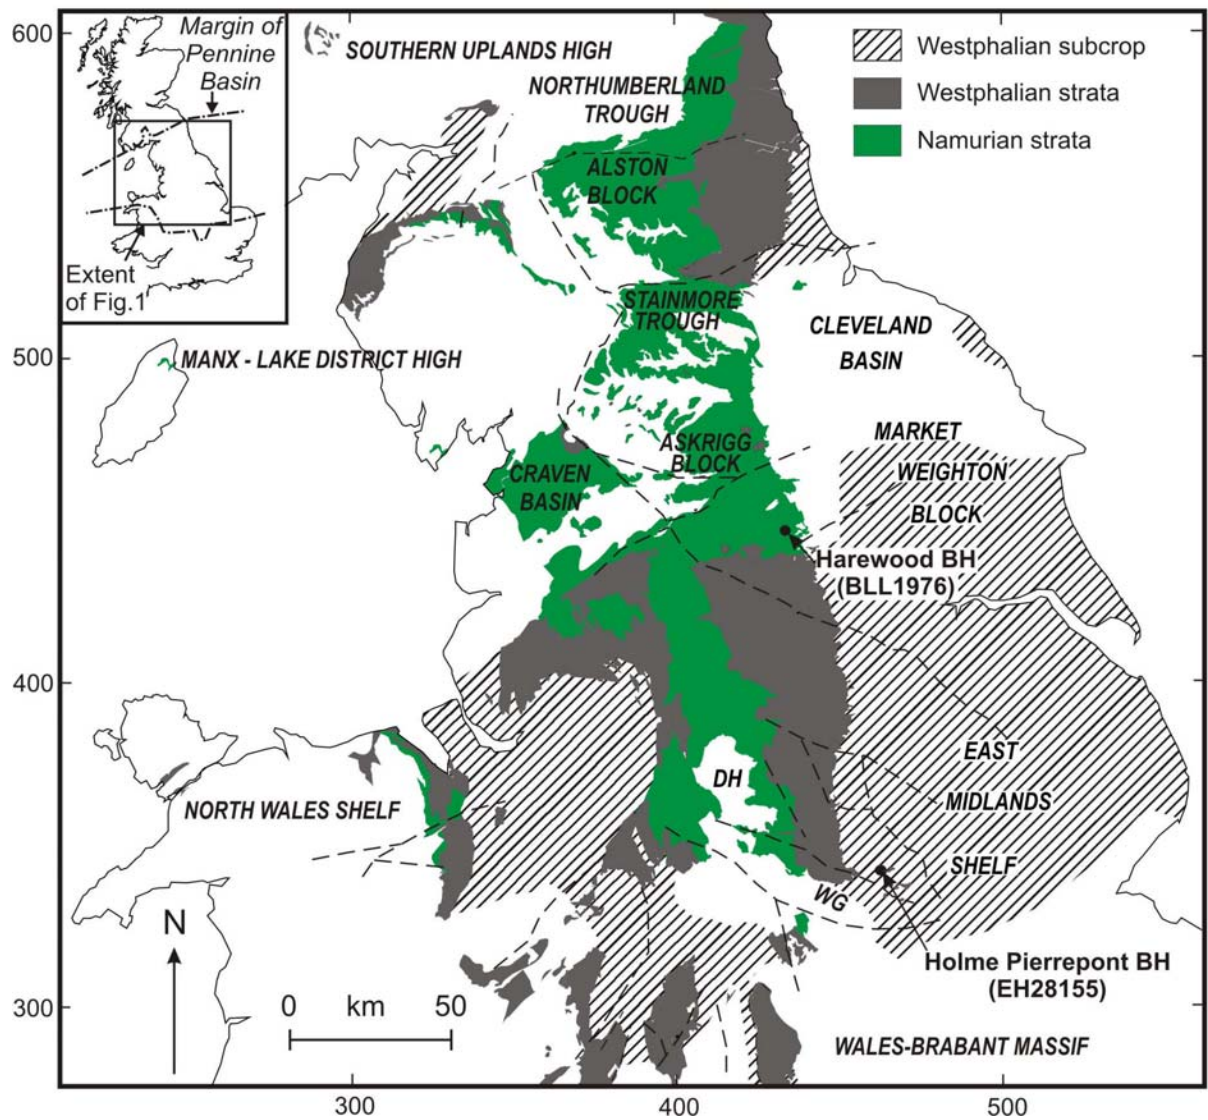 600
Margin of
Pennine
Basin
Extent
of Fig.1
SOUTHERN UPLANDS HIGH
NORTHUMBERLAND
TROUGH
Westphalian subcrop
Westphalian strata
Namurian strata
ALSTON
BLOCK
STAINMORE
TROUGH
CLEVELAND
BASIN
500
MANX - LAKE DISTRICT HIGH
MARKET
WEIGHTON
BLOCK
ASKRIGG
BLOCK
CRAVEN
BASIN
Harewood BH
(BLL1976)
400
EAST
MIDLANDS
SHELF
DH
NORTH WALES SHELF
WG
N
Holme Pierrepont BH
(EH28155)
0 km 50
300
WALES-BRABANT MASSIF
300 400 500